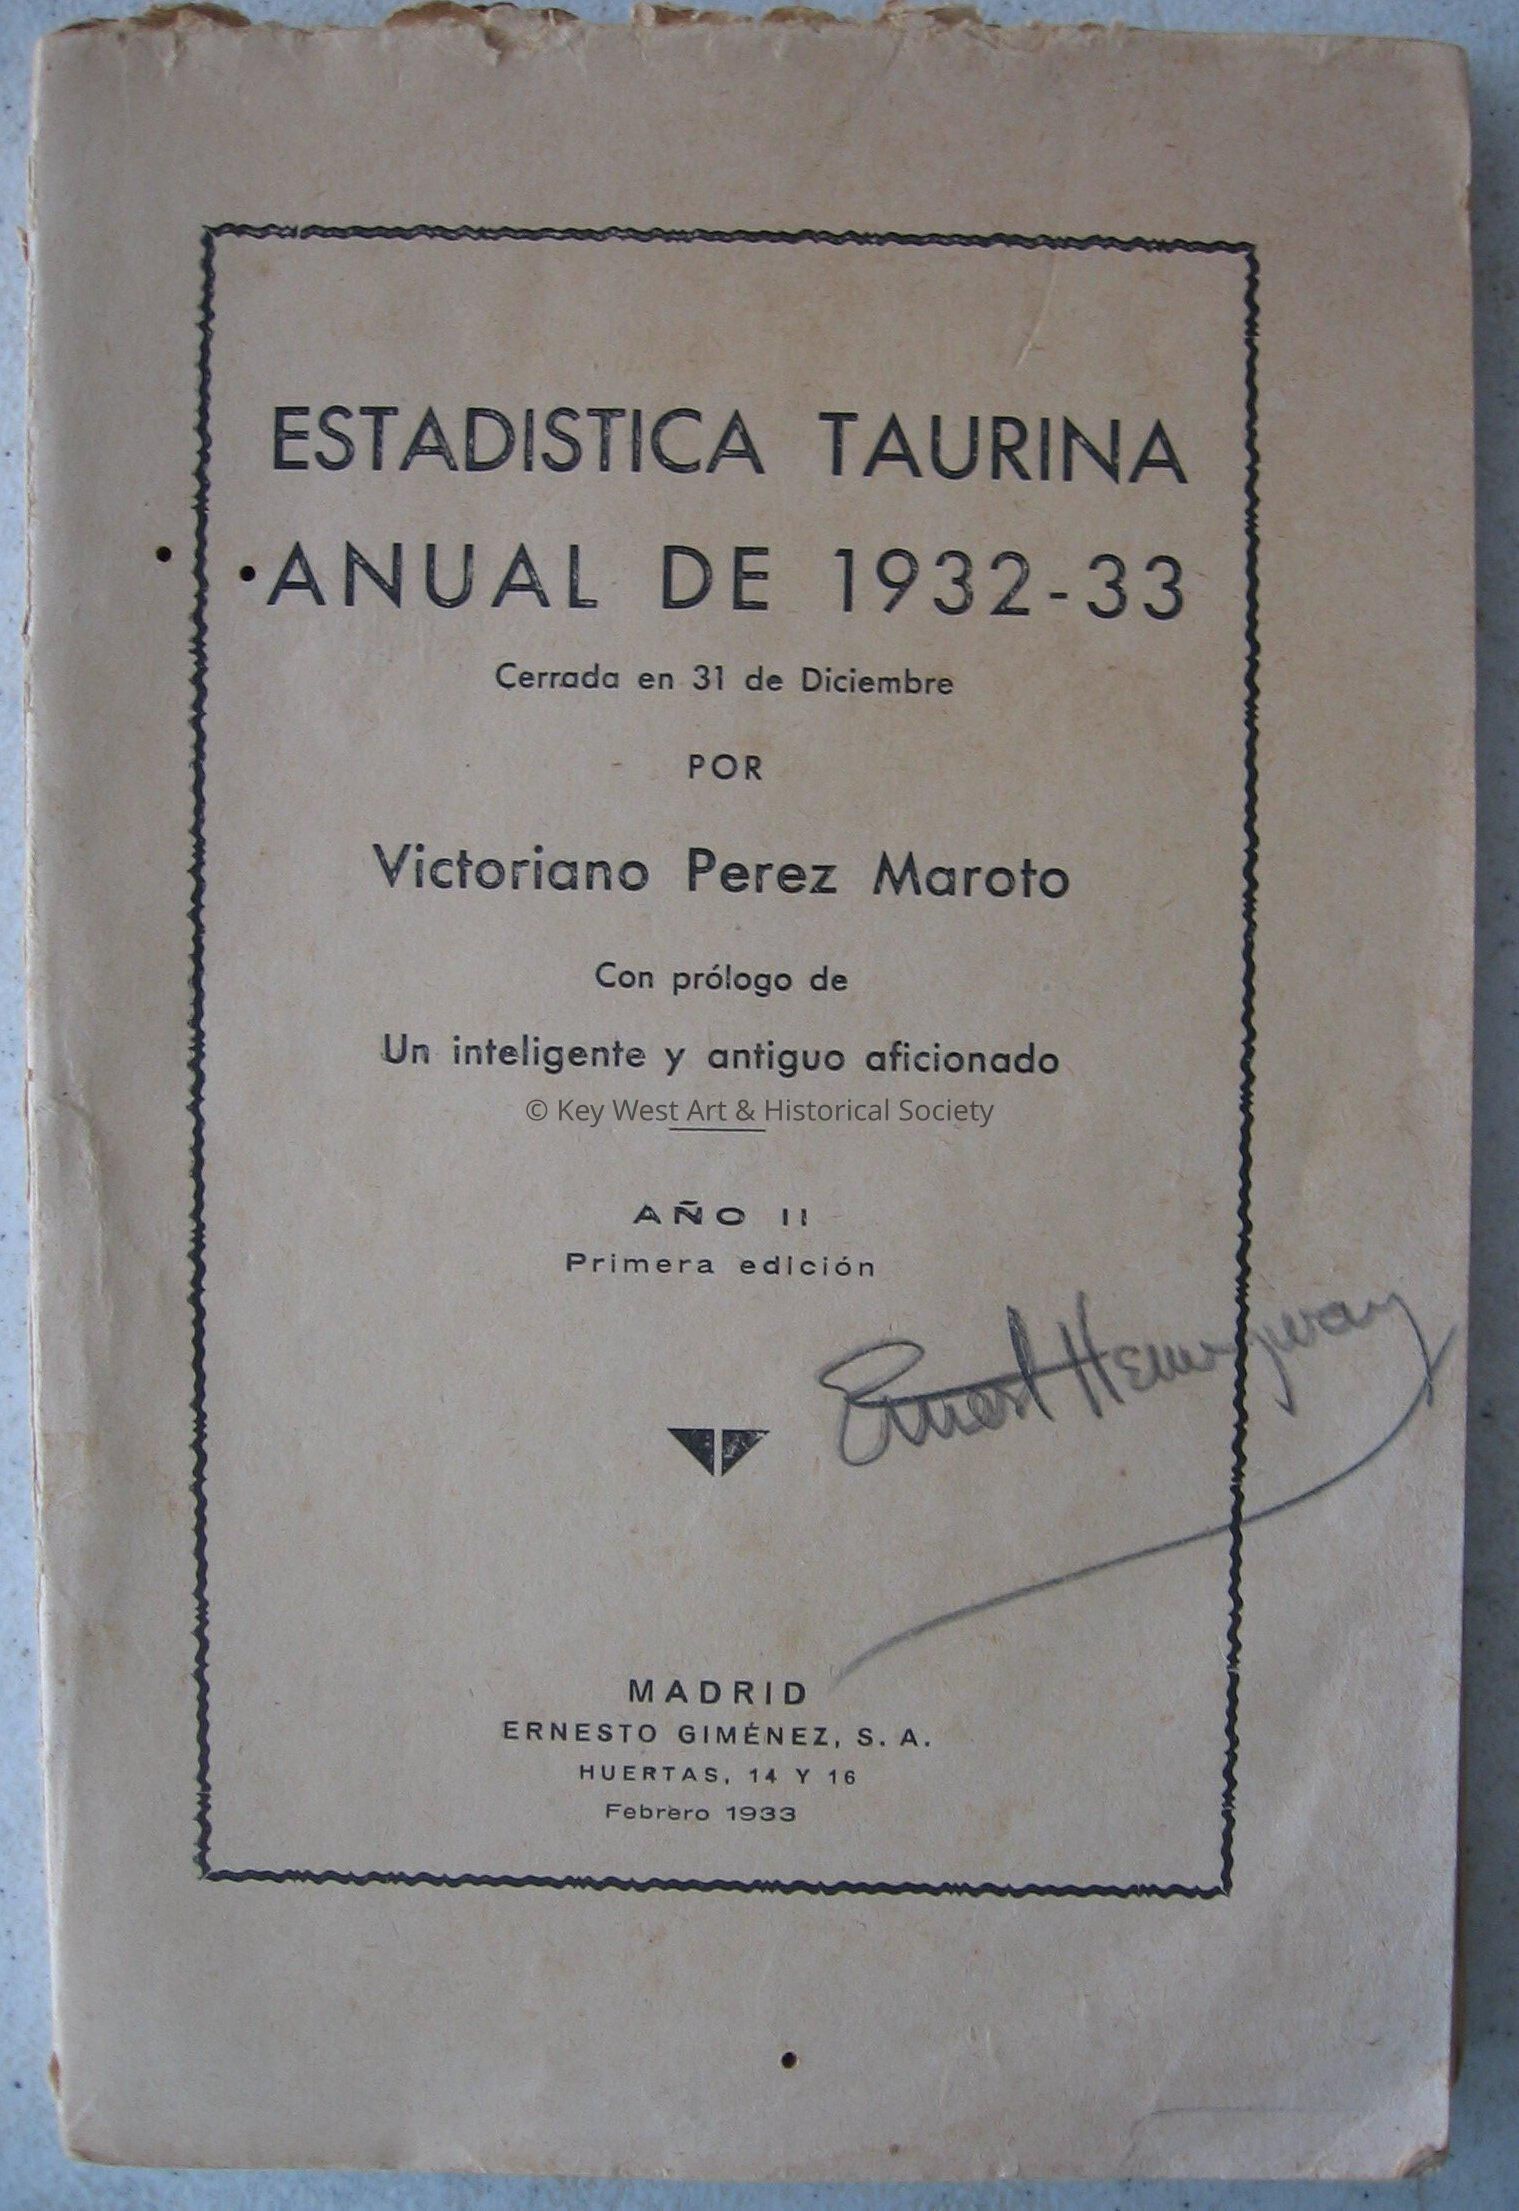 ESTADISTICA TAURINA
ANUAL DE 1932-33
Cerrada en 31 de Diciembre
POR
Victoriano Perez Maroto
Con prólogo de
Un inteligente y antiguo aficionado
© Key West Art & Historical Society
AÑO II
Primera edición
Ernest Hemingway
MADRID
ERNESTO GIMÉNEZ, S. A.
HUERTAS, 14 Y 16
Febrero 1933